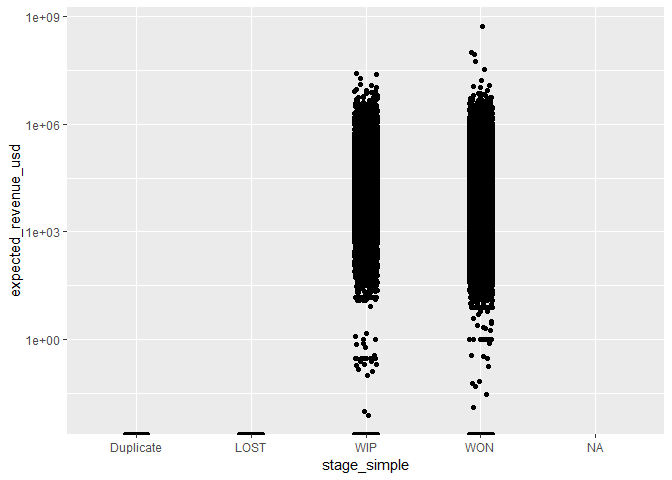 1e+09
1e+06
1e+03
1e+00
expected_revenue_usd
Duplicate LOST WIP WON NA
stage_simple